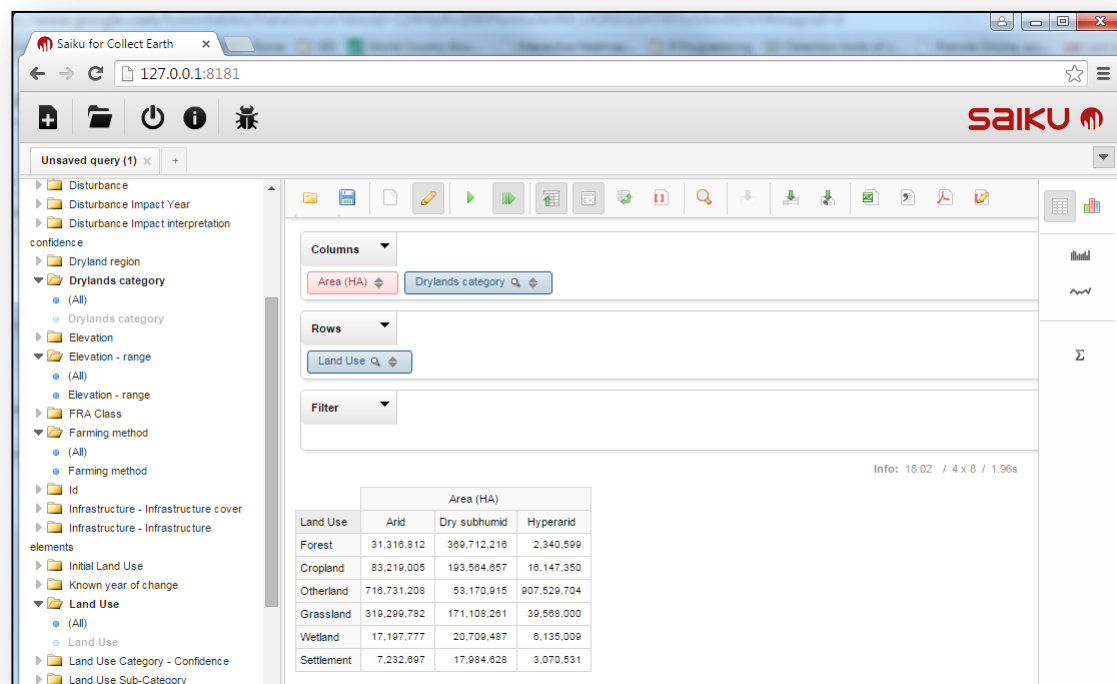 Saiku for Collect Earth
127.0.0.1:8181
saiku
Unsaved query (1)
Disturbance
Disturbance Impact Year
Disturbance Impact interpretation
confidence
Dryland region
Drylands category
(All)
Drylands category
Elevation
Elevation - range
(All)
Elevation - range
FRA Class
Farming method
(All)
Farming method
Id
Infrastructure - Infrastructure cover
Infrastructure - Infrastructure
elements
Initial Land Use
Known year of change
Land Use
(All)
Land Use
Land Use Category - Confidence
Land Use Sub-Category
Columns
Area (HA) Drylands category
Rows
Land Use
Filter
Info: 18:02 / 4 x 8 / 1.96s
Area (HA)
Land Use Arid Dry subhumid Hyperarid
Forest 31,316,812 369,712,216 2,340,599
Cropland 83,219,005 193,564,657 16,147,350
Otherland 716,731,208 53,170,915 907,529,704
Grassland 319,299,782 171,108,261 39,568,000
Wetland 17,197,777 20,709,487 6,135,009
Settlement 7,232,697 17,984,628 3,070,531
Σ